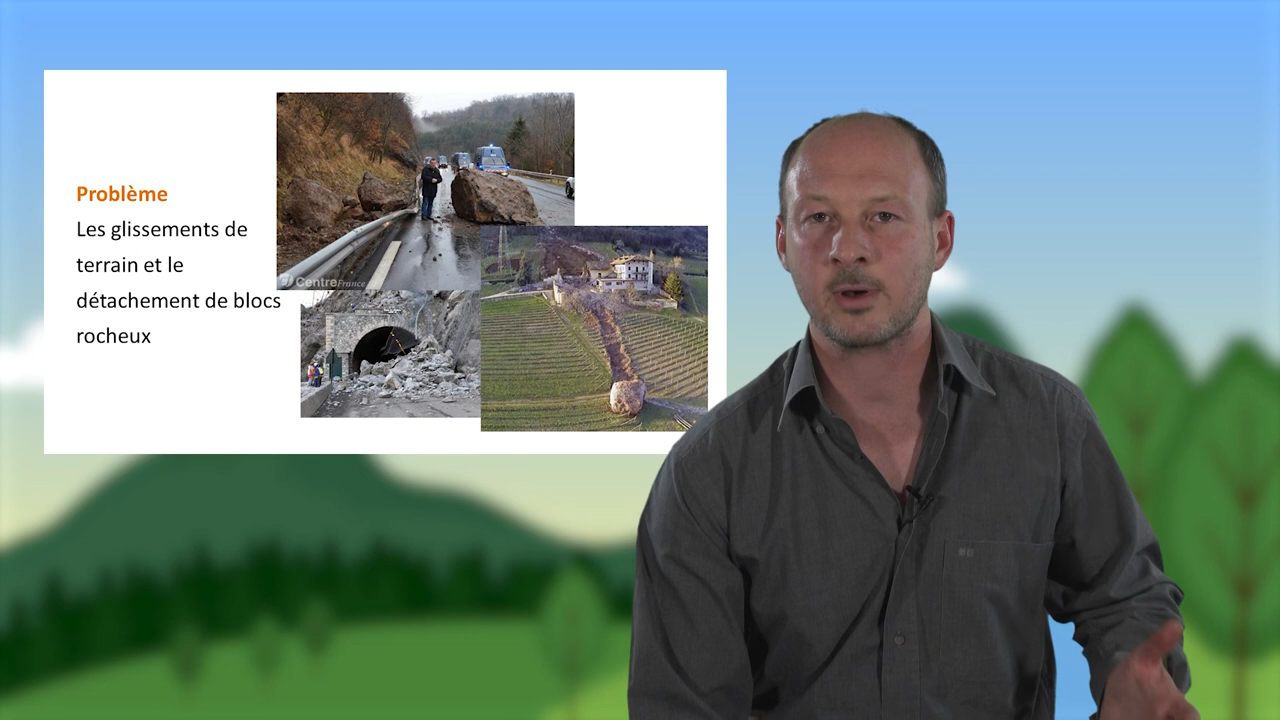 Problème
Les glissements de
terrain et le
détachement de blocs
rocheux
CentreFrance